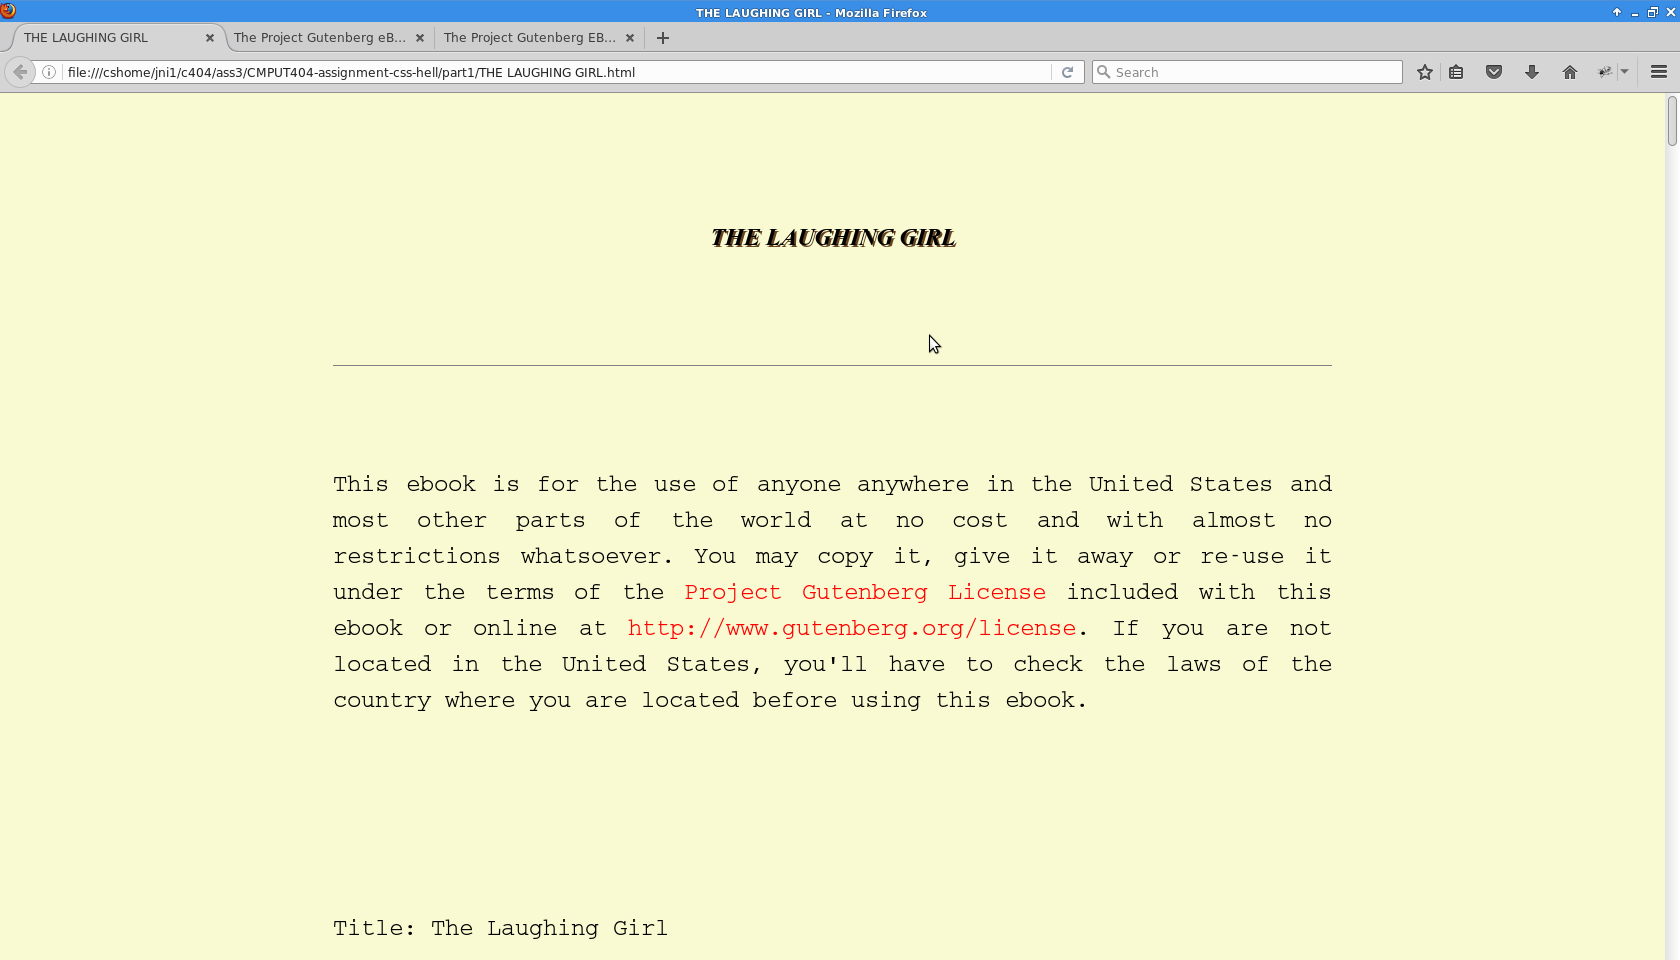 THE LAUGHING GIRL - Mozilla Firefox
THE LAUGHING GIRL
The Project Gutenberg eB...
The Project Gutenberg EB...
file:///cshome/jni1/c404/ass3/CMPUT404-assignment-css-hell/part1/THE LAUGHING GIRL.html
Search
THE LAUGHING GIRL
This ebook is for the use of anyone anywhere in the United States and
most other parts of the world at no cost and with almost no
restrictions whatsoever. You may copy it, give it away or re-use it
under the terms of the Project Gutenberg License included with this
ebook or online at http://www.gutenberg.org/license. If you are not
located in the United States, you'll have to check the laws of the
country where you are located before using this ebook.
Title: The Laughing Girl